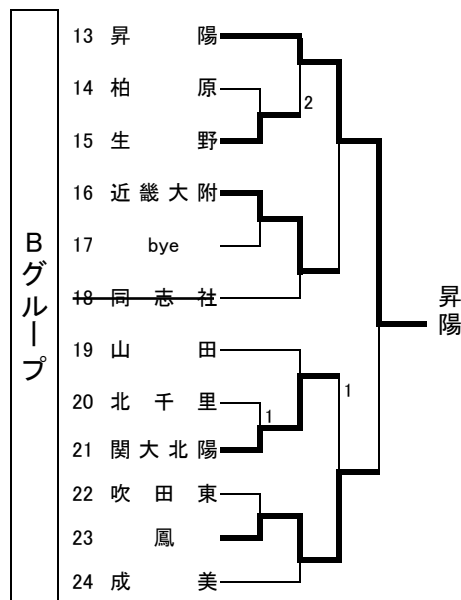 Bグループ
13 昇陽
14 柏原
15 生野
16 近畿大附
17 bye
18 同志社
19 山田
20 北千里
21 関大北陽
22 吹田東
23 鳳
24 成美
2
1
1
昇陽